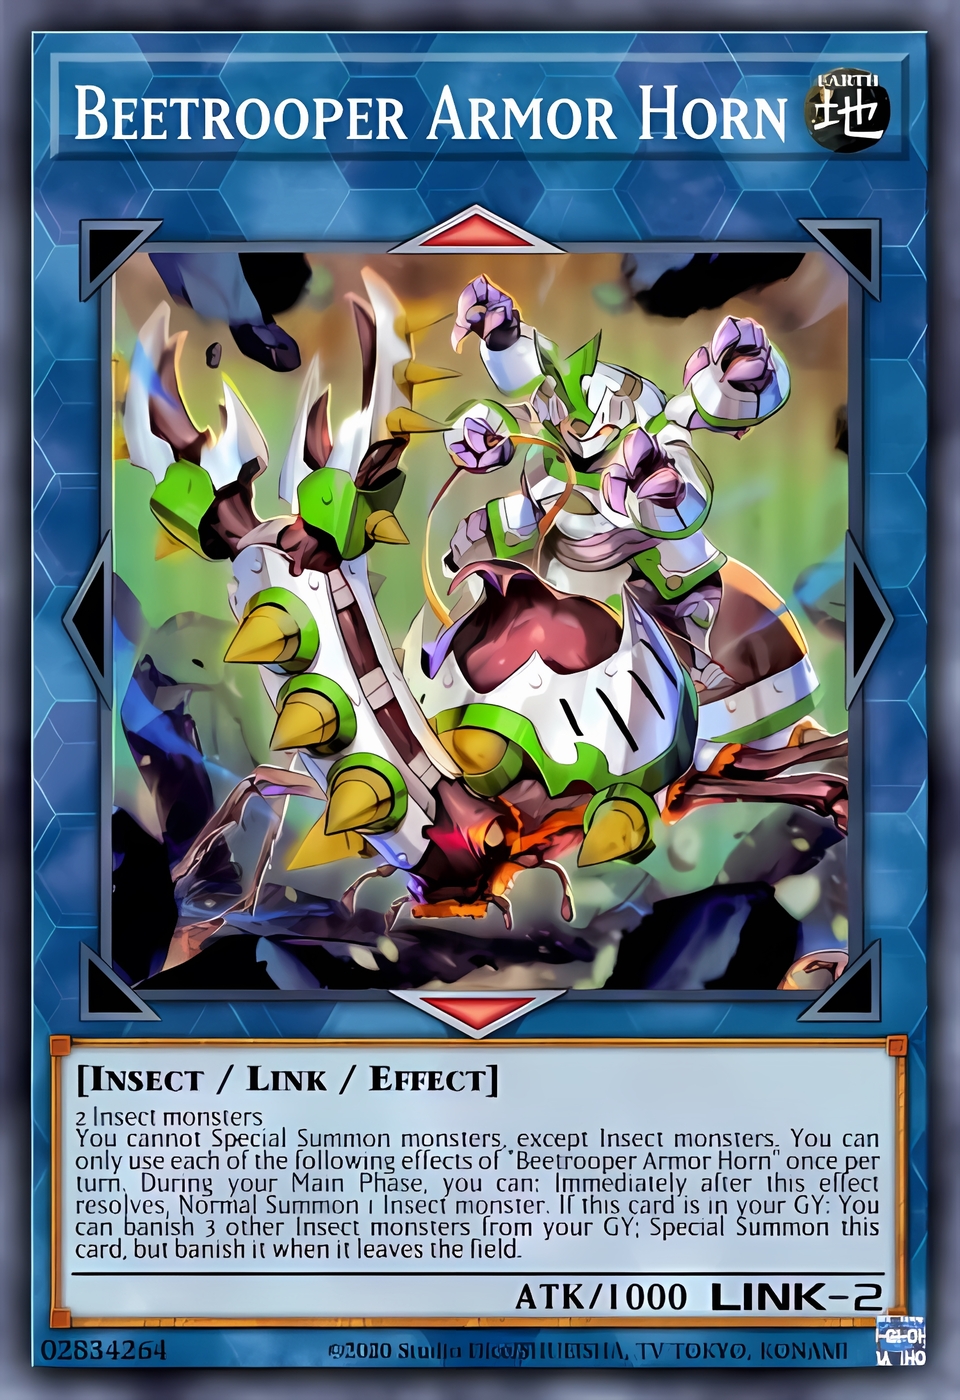 Beetrooper Armor Horn
EARTH
地
[Insect / Link / Effect]
2 Insect monsters
You cannot Special Summon monsters, except Insect monsters. You can
only use each of the following effects of "Beetrooper Armor Horn" once per
turn. During your Main Phase, you can: Immediately after this effect
resolves, Normal Summon 1 Insect monster. If this card is in your GY: You
can banish 3 other Insect monsters from your GY; Special Summon this
card, but banish it when it leaves the field.
ATK/1000 LINK-2
02834264
TV TOKYO, KONAMI